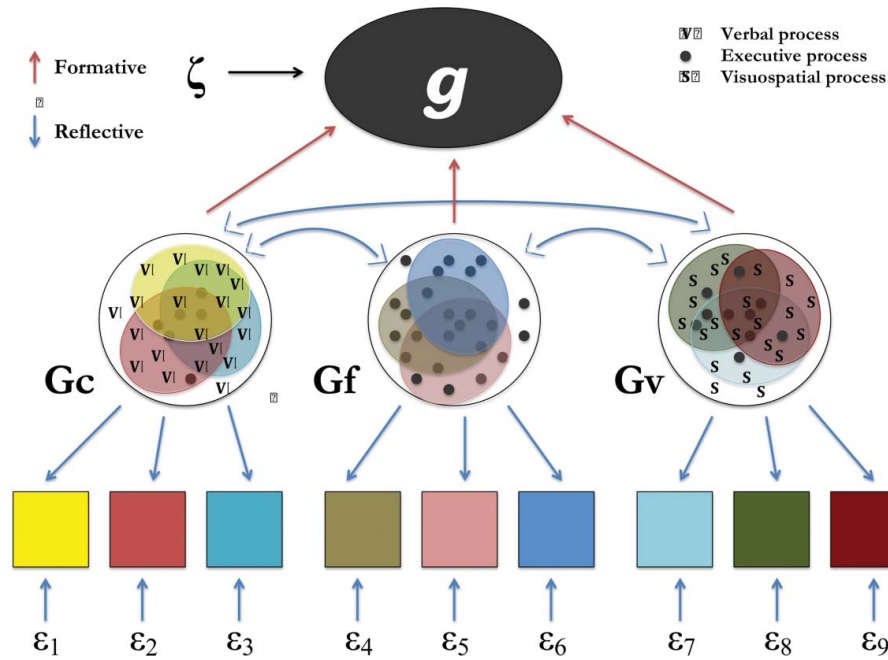 Formative
Reflective
ζ
g
V Verbal process
Executive process
S Visuospatial process
V V V V V V V V V V V V V V V V V
S S S S S S S S S S S S S S S S S
Gc
Gf
Gv
ε1
ε2
ε3
ε4
ε5
ε6
ε7
ε8
ε9